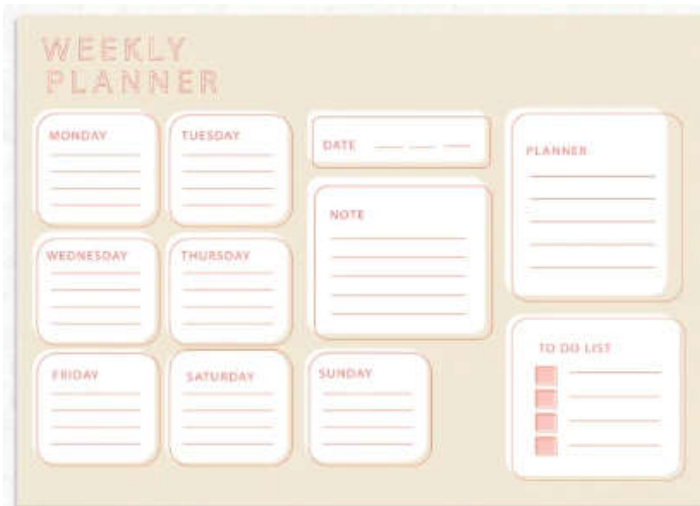 WEEKLY
PLANNER
MONDAY
TUESDAY
DATE
PLANNER
NOTE
WEDNESDAY
THURSDAY
TO DO LIST
FRIDAY
SATURDAY
SUNDAY